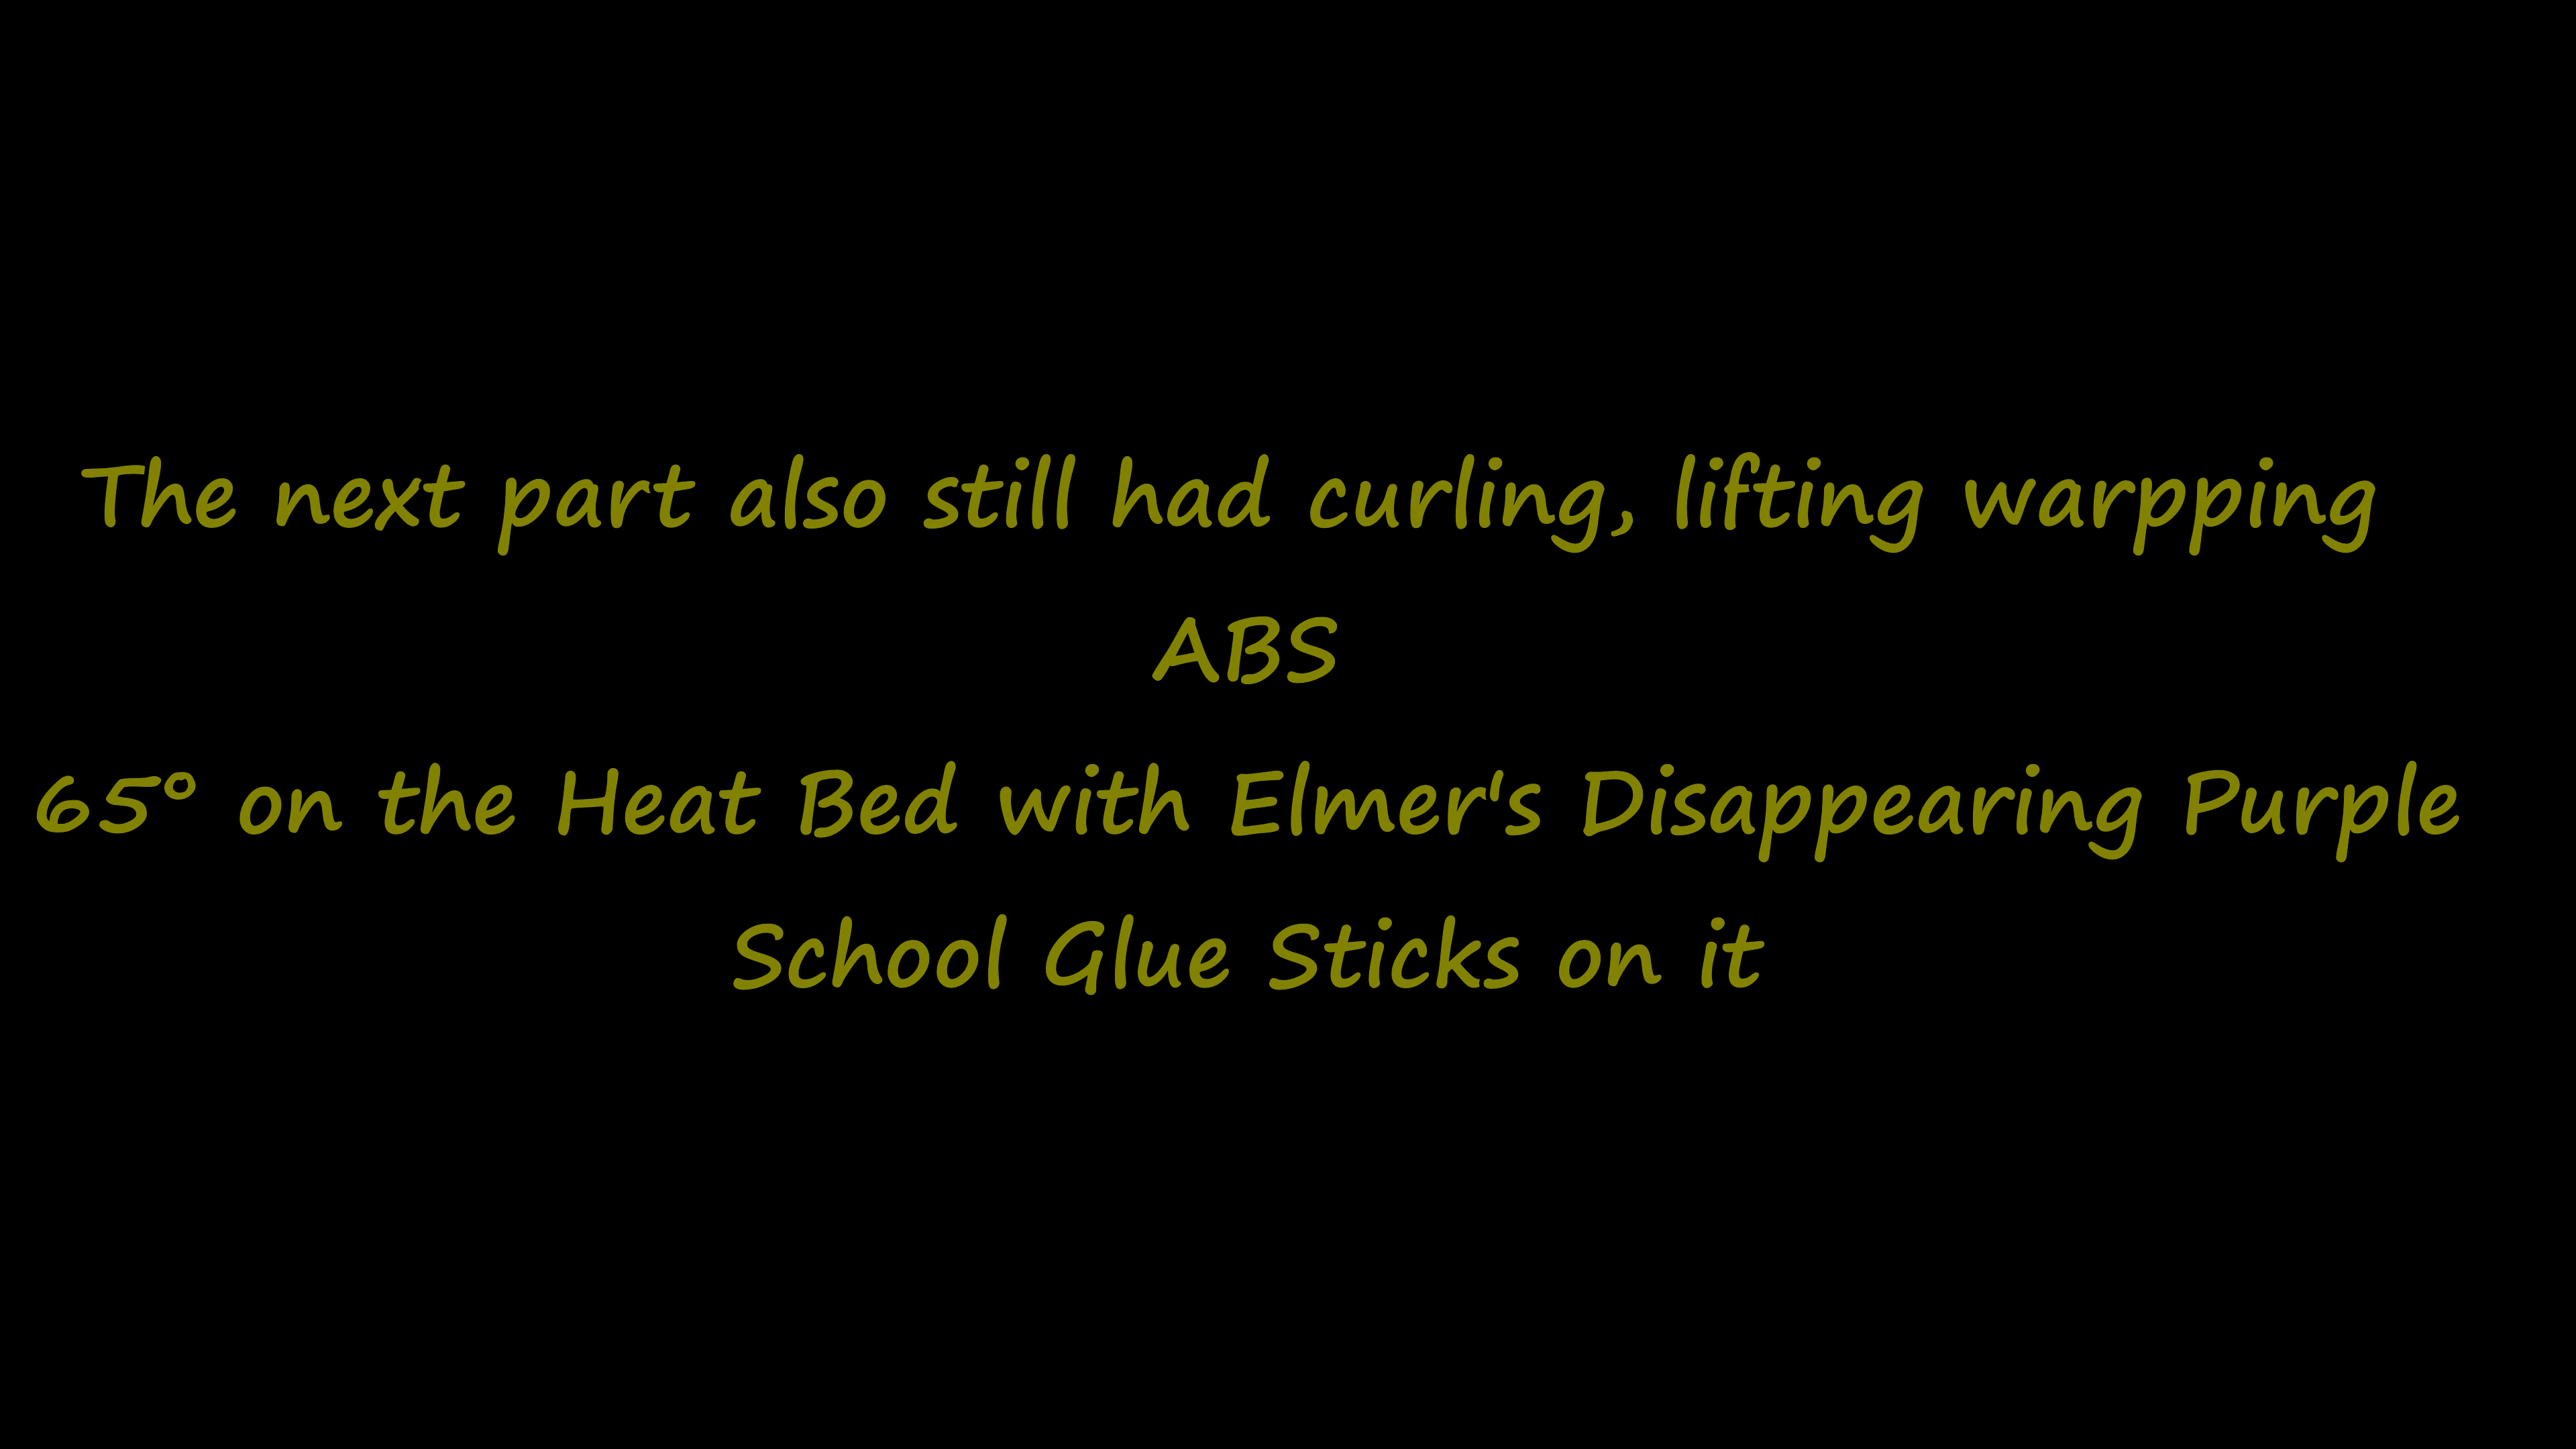 The next part also still had curling, lifting warpping
ABS
65° on the Heat Bed with Elmer's Disappearing Purple
School Glue Sticks on it